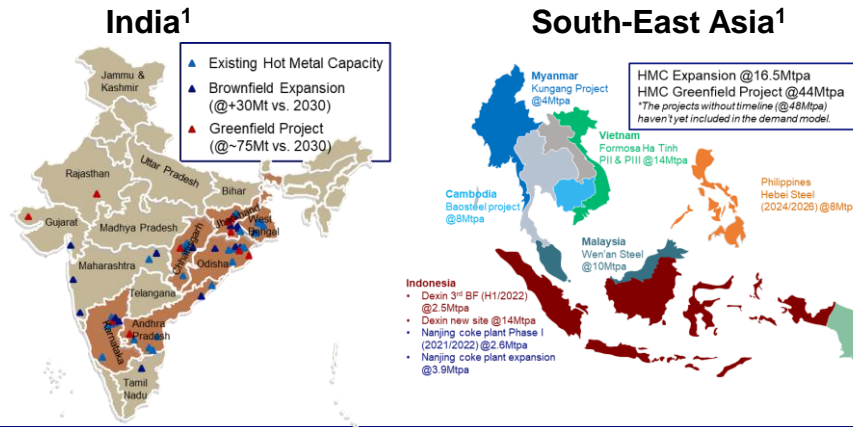 India¹
South-East Asia¹
Existing Hot Metal Capacity
Brownfield Expansion
(@+30Mt vs. 2030)
Greenfield Project
(@~75Mt vs. 2030)
Jammu &
Kashmir
Rajasthan
Uttar Pradesh
Bihar
Gujarat
Madhya Pradesh
Jharkhand
West
Bengal
Chhattisgarh
Odisha
Maharashtra
Telangana
Karnataka
Andhra
Pradesh
Tamil
Nadu
HMC Expansion @16.5Mtpa
HMC Greenfield Project @44Mtpa
*The projects without timeline (@48Mtpa)
haven't yet included in the demand model.
Myanmar
Kungang Project
@4Mtpa
Vietnam
Formosa Ha Tinh
PII & PIII @14Mtpa
Cambodia
Baosteel project
@8Mtpa
Philippines
Hebei Steel
(2024/2026) @8Mtp
Malaysia
Wen'an Steel
@10Mtpa
Indonesia
• Dexin 3rd BF (H1/2022)
@2.5Mtpa
• Dexin new site @14Mtpa
• Nanjing coke plant Phase I
(2021/2022) @2.6Mtpa
• Nanjing coke plant expansion
@3.9Mtpa